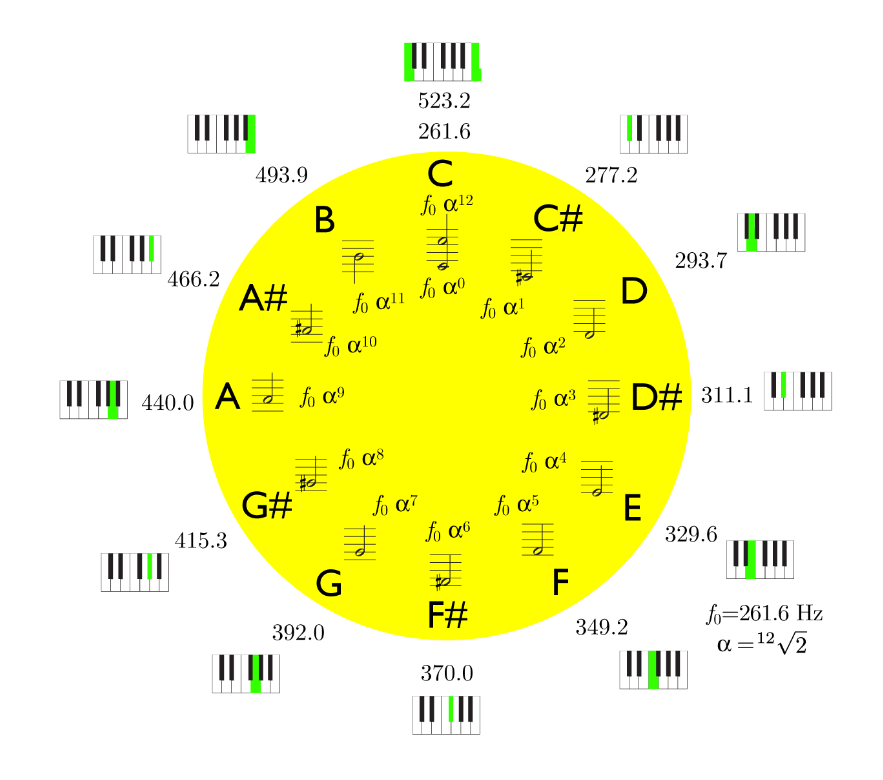 523.2
261.6
C
f₀ α¹²
f₀ α⁰
277.2
C#
f₀ α¹
293.7
D
f₀ α²
311.1
D#
f₀ α³
329.6
E
f₀ α⁴
349.2
F
f₀ α⁵
370.0
F#
f₀ α⁶
392.0
G
f₀ α⁷
415.3
G#
f₀ α⁸
440.0
A
f₀ α⁹
466.2
A#
f₀ α¹⁰
493.9
B
f₀ α¹¹
f₀=261.6 Hz
α=¹²√2